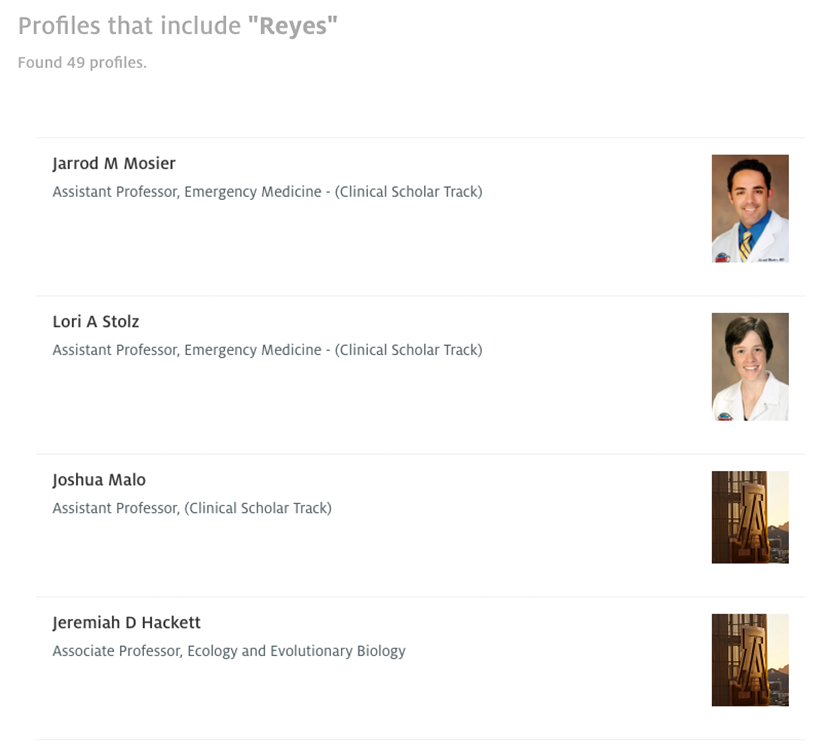 Profiles that include "Reyes"
Found 49 profiles.
Jarrod M Mosier
Assistant Professor, Emergency Medicine - (Clinical Scholar Track)
Lori A Stolz
Assistant Professor, Emergency Medicine - (Clinical Scholar Track)
Joshua Malo
Assistant Professor, (Clinical Scholar Track)
Jeremiah D Hackett
Associate Professor, Ecology and Evolutionary Biology